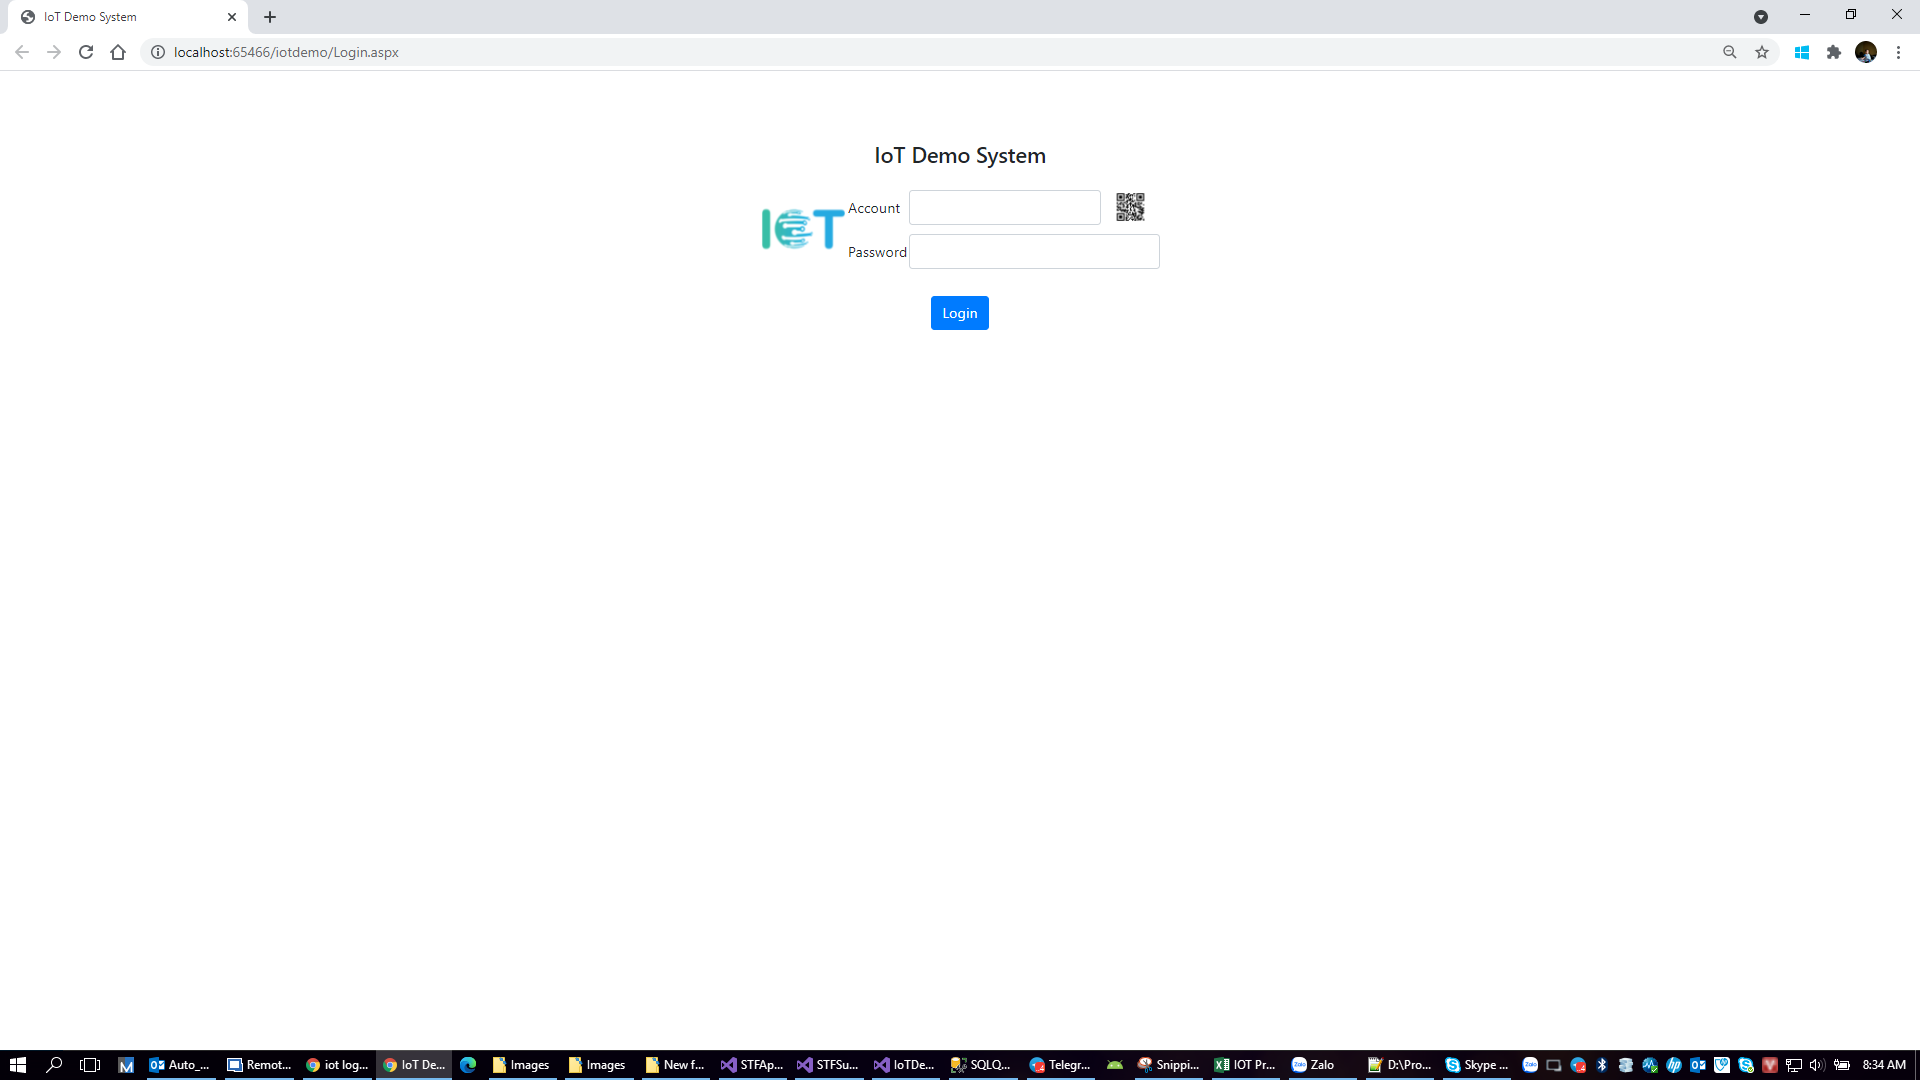 IoT Demo System
localhost:65466/iotdemo/Login.aspx
IoT Demo System
IOT
Account
Password
Login
Auto_... Remot... iot log... IoT De... Images Images New f... STFAp... STFSu... IoTDe... SQLQ... Telegr... Snippi... IOT Pr... Zalo D:\Pro... Skype ... 8:34 AM